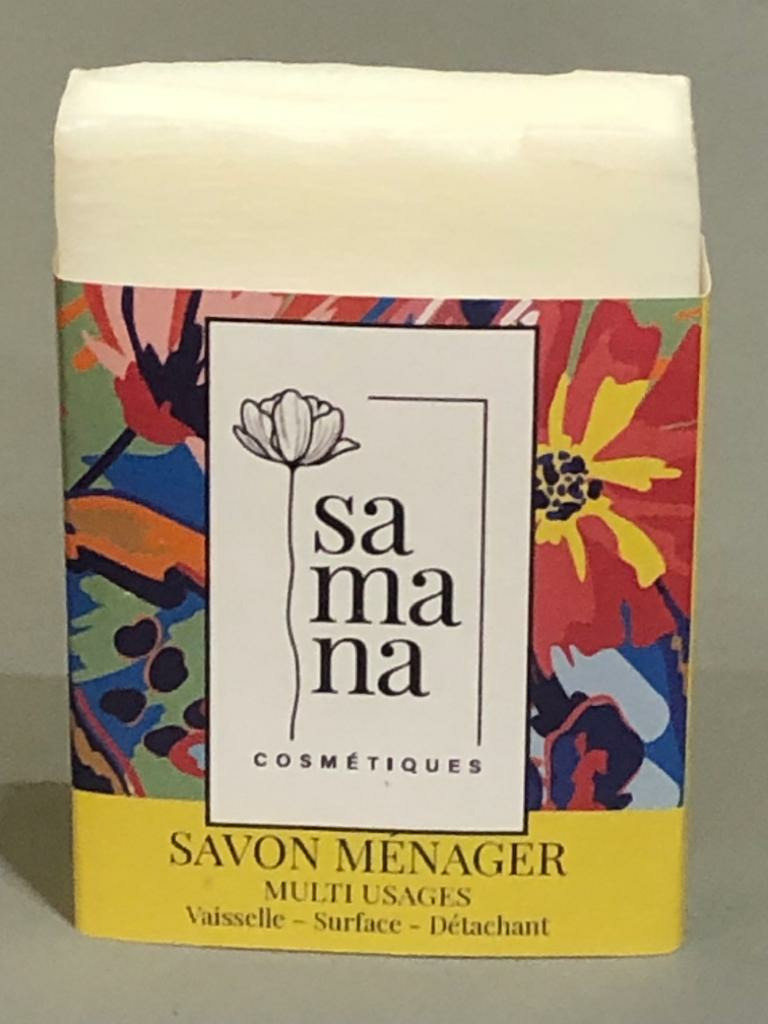 sa
ma
na
COSMÉTIQUES
SAVON MÉNAGER
MULTI USAGES
Vaisselle – Surface – Détachant